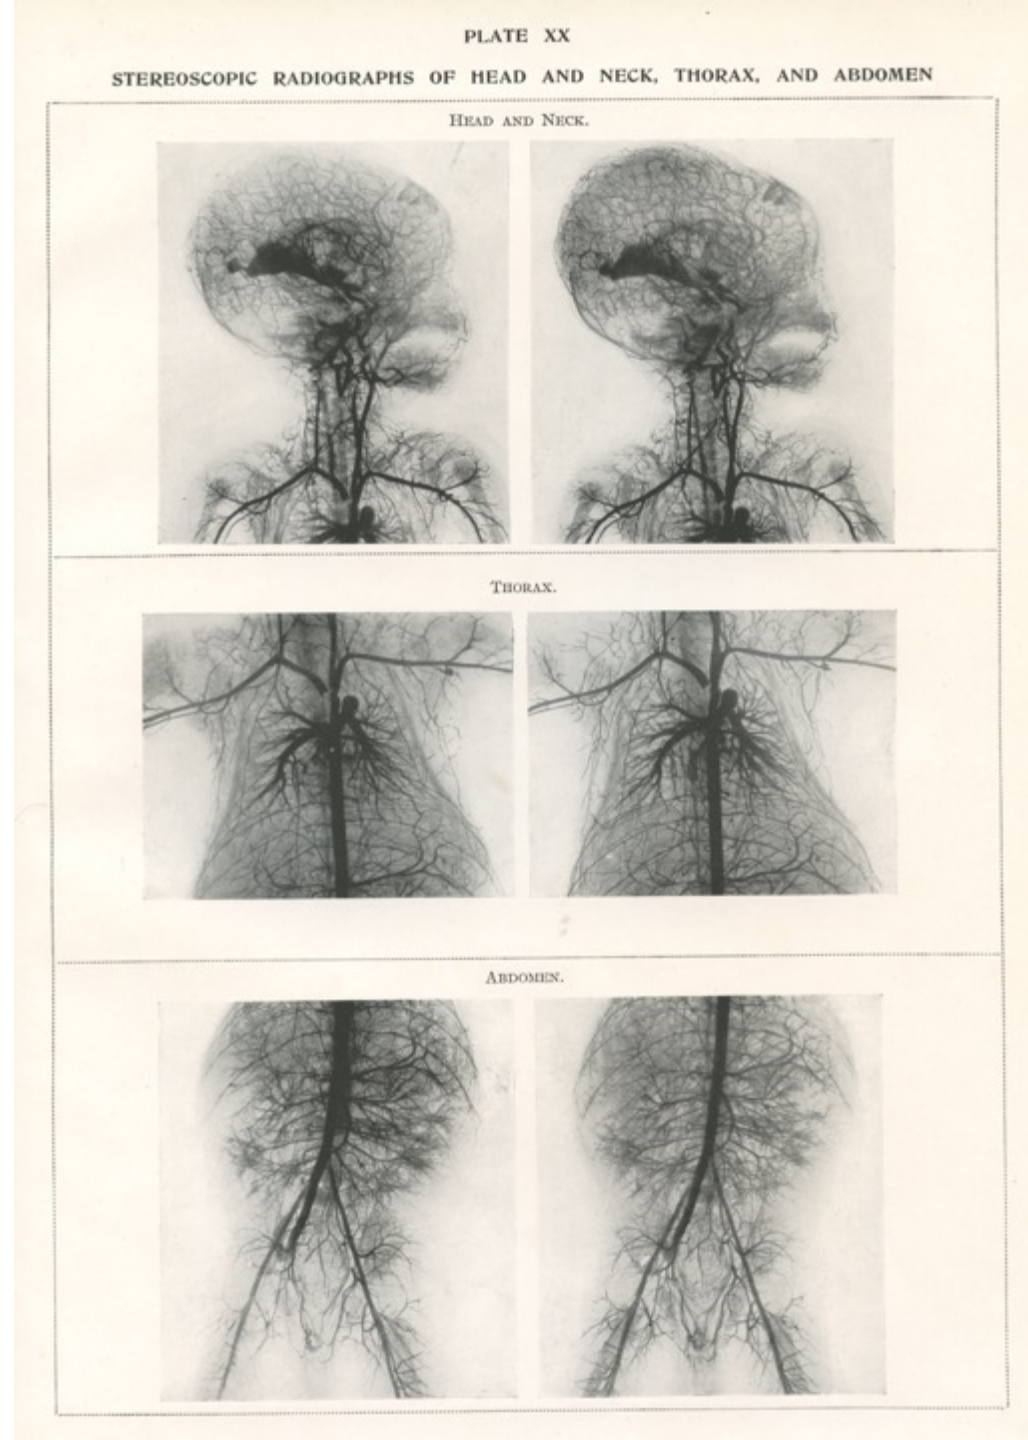 PLATE XX
STEREOSCOPIC RADIOGRAPHS OF HEAD AND NECK, THORAX, AND ABDOMEN
HEAD AND NECK.
THORAX.
ABDOMEN.